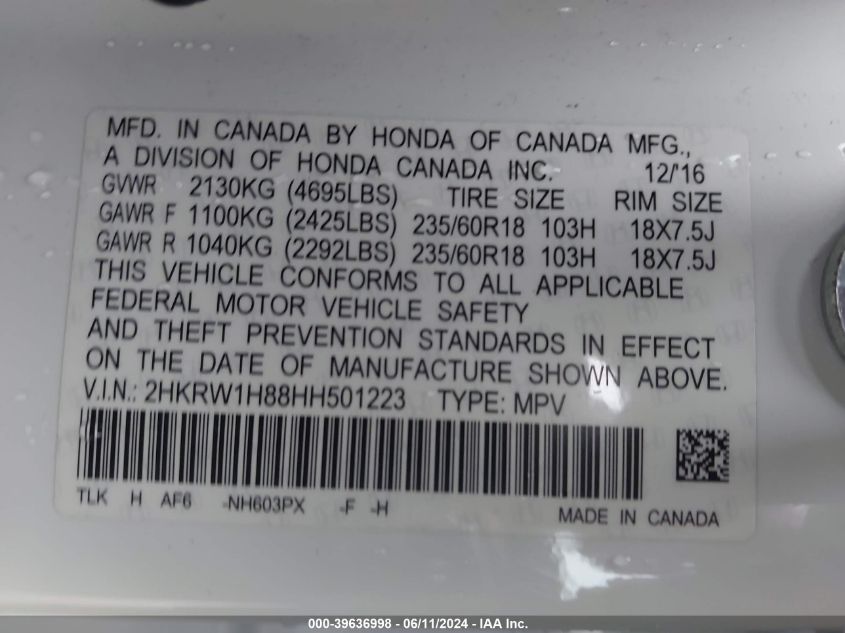 MFD. IN CANADA BY HONDA OF CANADA MFG.,
A DIVISION OF HONDA CANADA INC. 12/'16
GVWR 2130KG (4695LBS) TIRE SIZE RIM SIZE
GAWR F 1100KG (2425LBS) 235/60R18 103H 18X7.5J
GAWR R 1040KG (2292LBS) 235/60R18 103H 18X7.5J
THIS VEHICLE CONFORMS TO ALL APPLICABLE
FEDERAL MOTOR VEHICLE SAFETY
AND THEFT PREVENTION STANDARDS IN EFFECT
ON THE DATE OF MANUFACTURE SHOWN ABOVE.
V.I.N.: 2HKRW1H88HH501223 TYPE: MPV
TLK H AF6 -NH603PX -F -H
MADE IN CANADA
000-39636998 - 06/11/2024 - IAA Inc.